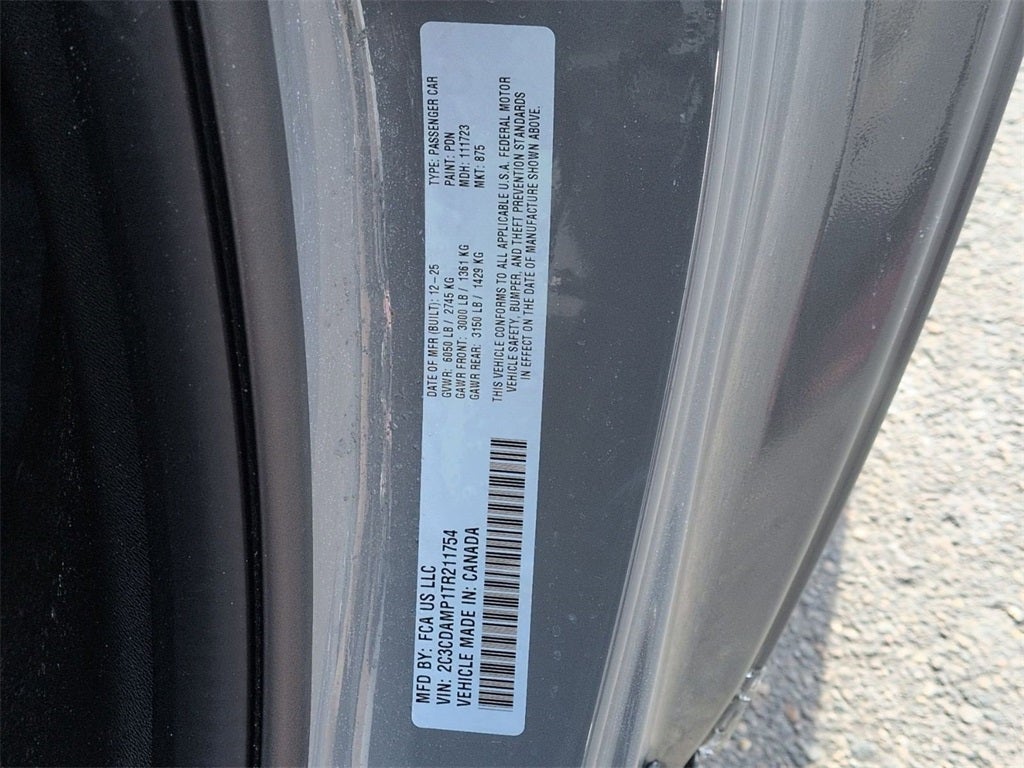 MFD BY: FCA US LLC
VIN: 2C3CDAMP1TR211754
VEHICLE MADE IN: CANADA
DATE OF MFR (BUILT): 12-25
GVWR: 6050 LB / 2745 KG
GAWR FRONT: 3000 LB / 1361 KG
GAWR REAR: 3150 LB / 1429 KG
TYPE: PASSENGER CAR
PAINT: PDN
MDH: 111723
MKT: 875
THIS VEHICLE CONFORMS TO ALL APPLICABLE U.S.A. FEDERAL MOTOR
VEHICLE SAFETY, BUMPER, AND THEFT PREVENTION STANDARDS
IN EFFECT ON THE DATE OF MANUFACTURE SHOWN ABOVE.